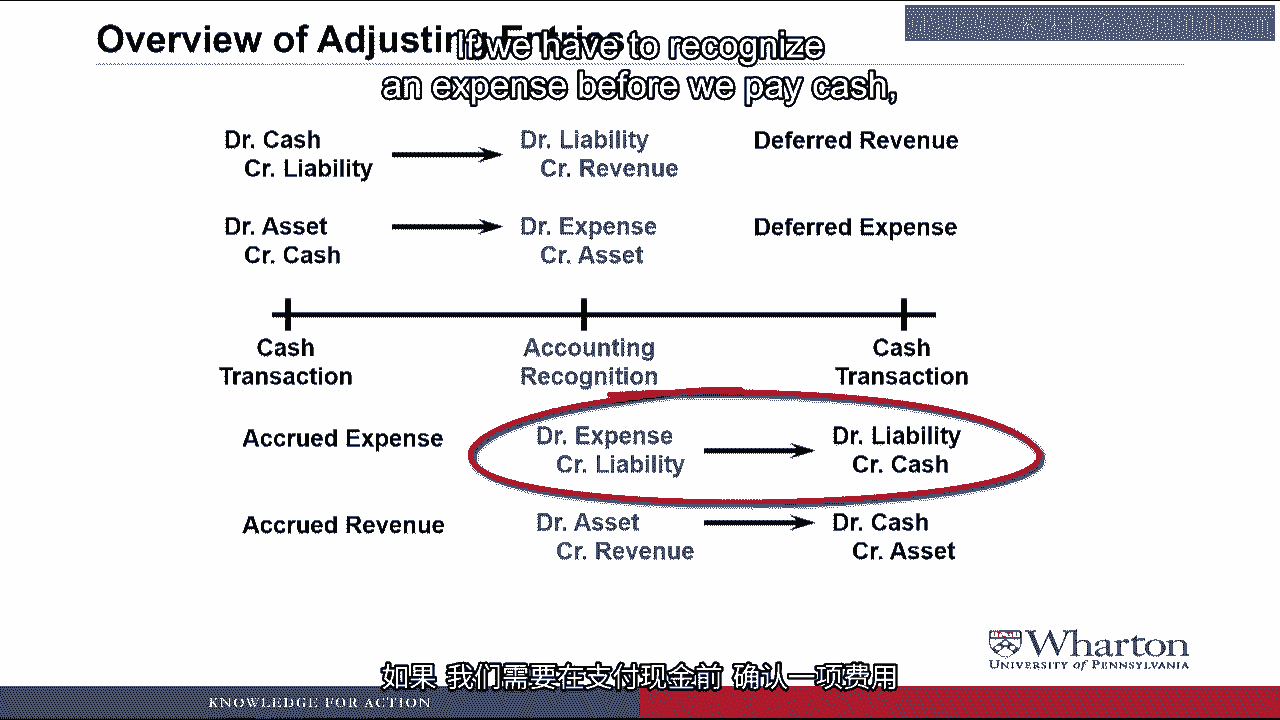 Overview of Adjusting Entries
If we have to recognize
an expense before we pay cash,
Dr. Cash
Cr. Liability
Dr. Liability
Cr. Revenue
Deferred Revenue
Dr. Asset
Cr. Cash
Dr. Expense
Cr. Asset
Deferred Expense
Cash
Transaction
Accounting
Recognition
Cash
Transaction
Accrued Expense
Dr. Expense
Cr. Liability
Dr. Liability
Cr. Cash
Accrued Revenue
Dr. Asset
Cr. Revenue
Dr. Cash
Cr. Asset
Wharton
UNIVERSITY OF PENNSYLVANIA
如果 我们需要在支付现金前 确认一项费用
KNOWLEDGE FOR ACTION